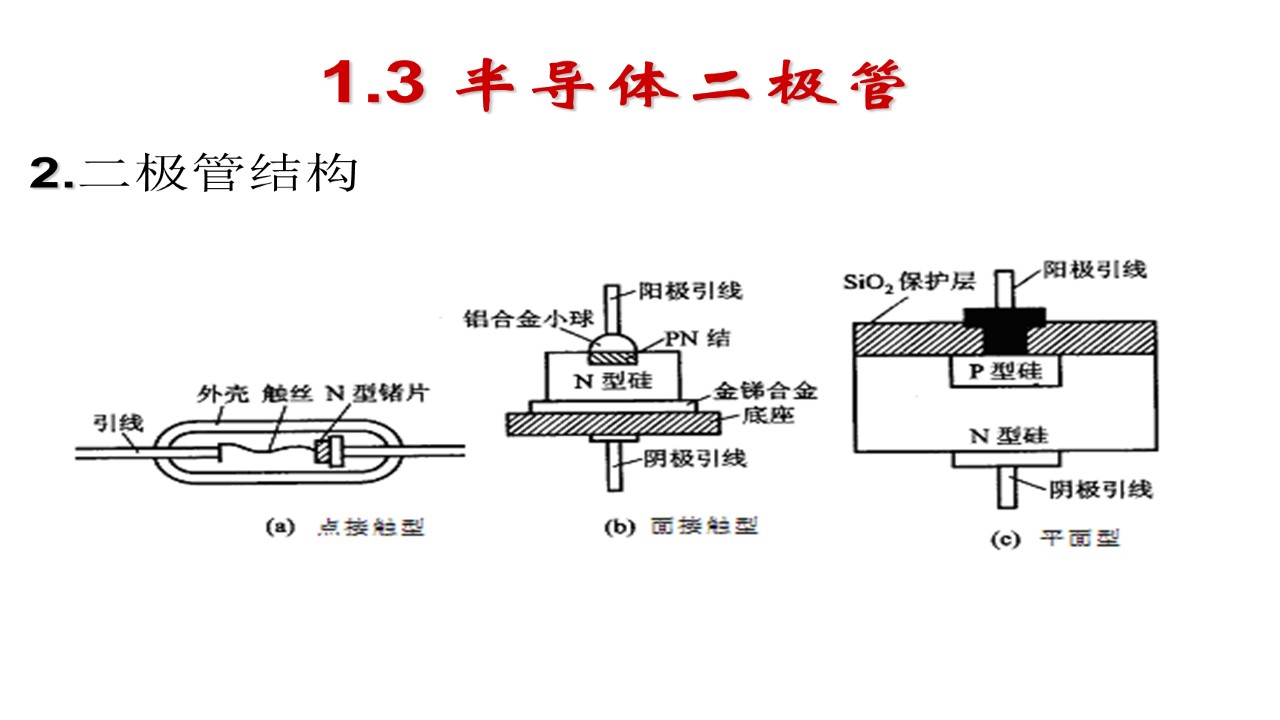 1.3 半导体二极管
2.二极管结构
引线
外壳 触丝 N 型锗片
(a) 点接触型
阳极引线
铝合金小球
PN 结
N 型硅
金锑合金
底座
阴极引线
(b) 面接触型
SiO₂ 保护层
阳极引线
P 型硅
N 型硅
阴极引线
(c) 平面型